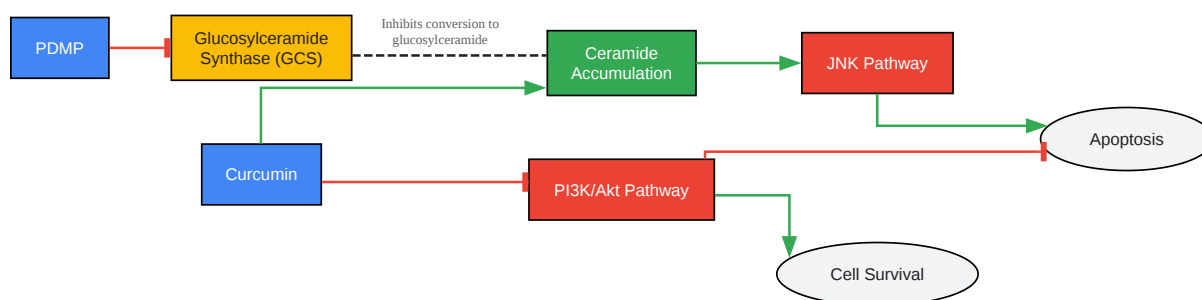 PDMP
Glucosylceramide
Synthase (GCS)
Inhibits conversion to
glucosylceramide
Ceramide
Accumulation
JNK Pathway
Apoptosis
Curcumin
PI3K/Akt Pathway
Cell Survival